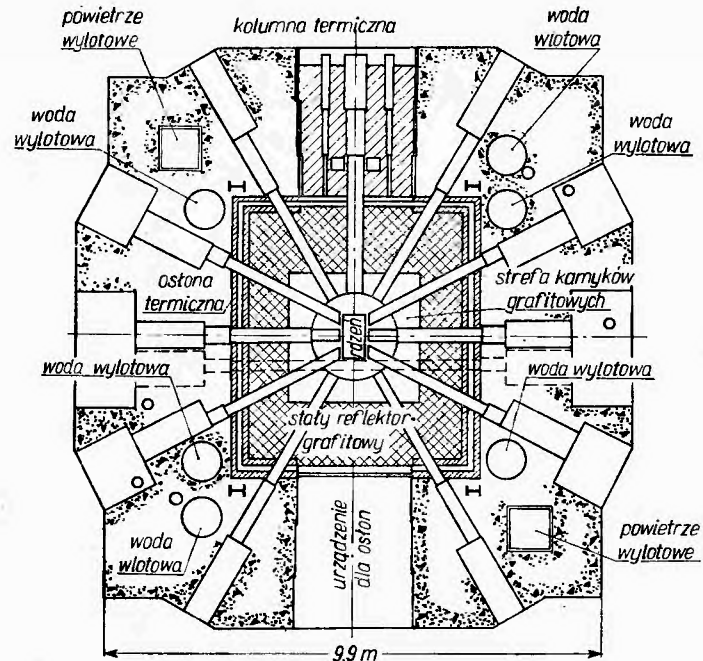 powietrze
wylotowe
kolumna termiczna
woda
wlotowa
woda
wylotowa
woda
wylotowa
osłona
termiczna
strefa kamyków
grafitowych
rdzeń
woda wylotowa
woda wylotowa
stały reflektor
grafitowy
woda
wlotowa
urządzenie
dla osłon
powietrze
wylotowe
9,9 m